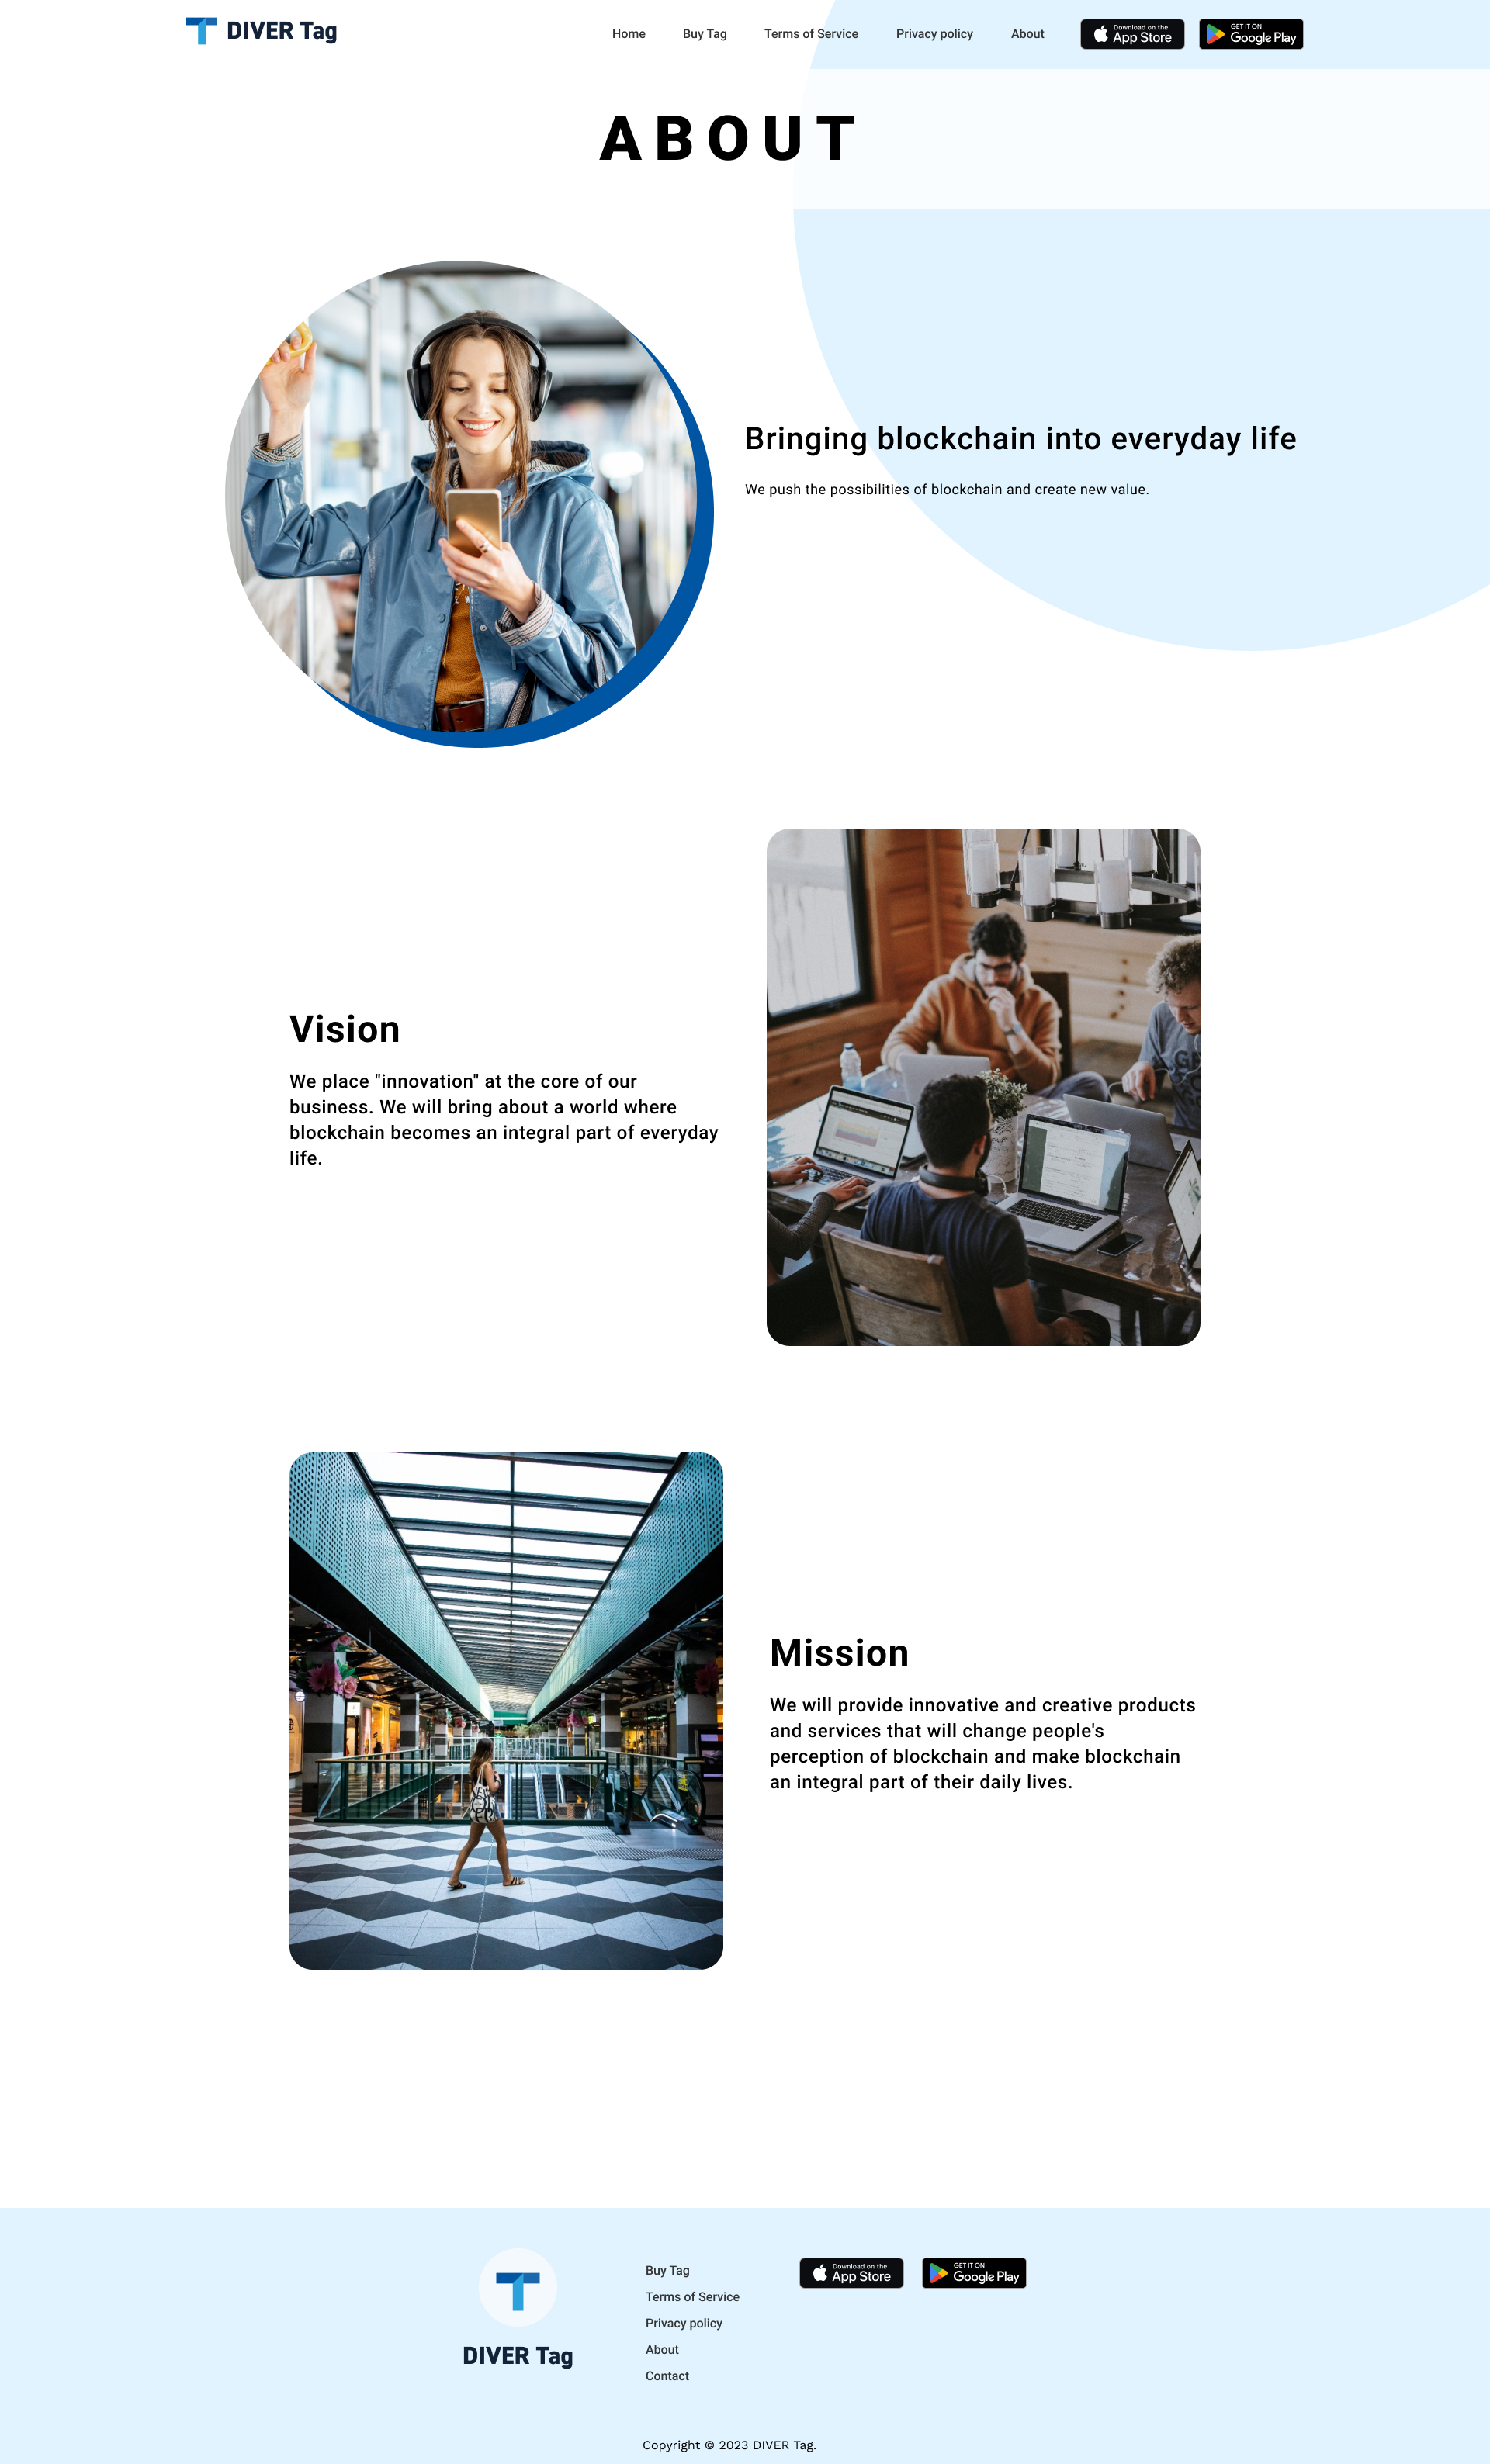 DIVER Tag
Home
Buy Tag
Terms of Service
Privacy policy
About
Download on the
App Store
GET IT ON
Google Play
ABOUT
Bringing blockchain into everyday life
We push the possibilities of blockchain and create new value.
Vision
We place "innovation" at the core of our
business. We will bring about a world where
blockchain becomes an integral part of everyday
life.
Mission
We will provide innovative and creative products
and services that will change people's
perception of blockchain and make blockchain
an integral part of their daily lives.
DIVER Tag
Buy Tag
Terms of Service
Privacy policy
About
Contact
Download on the
App Store
GET IT ON
Google Play
Copyright © 2023 DIVER Tag.